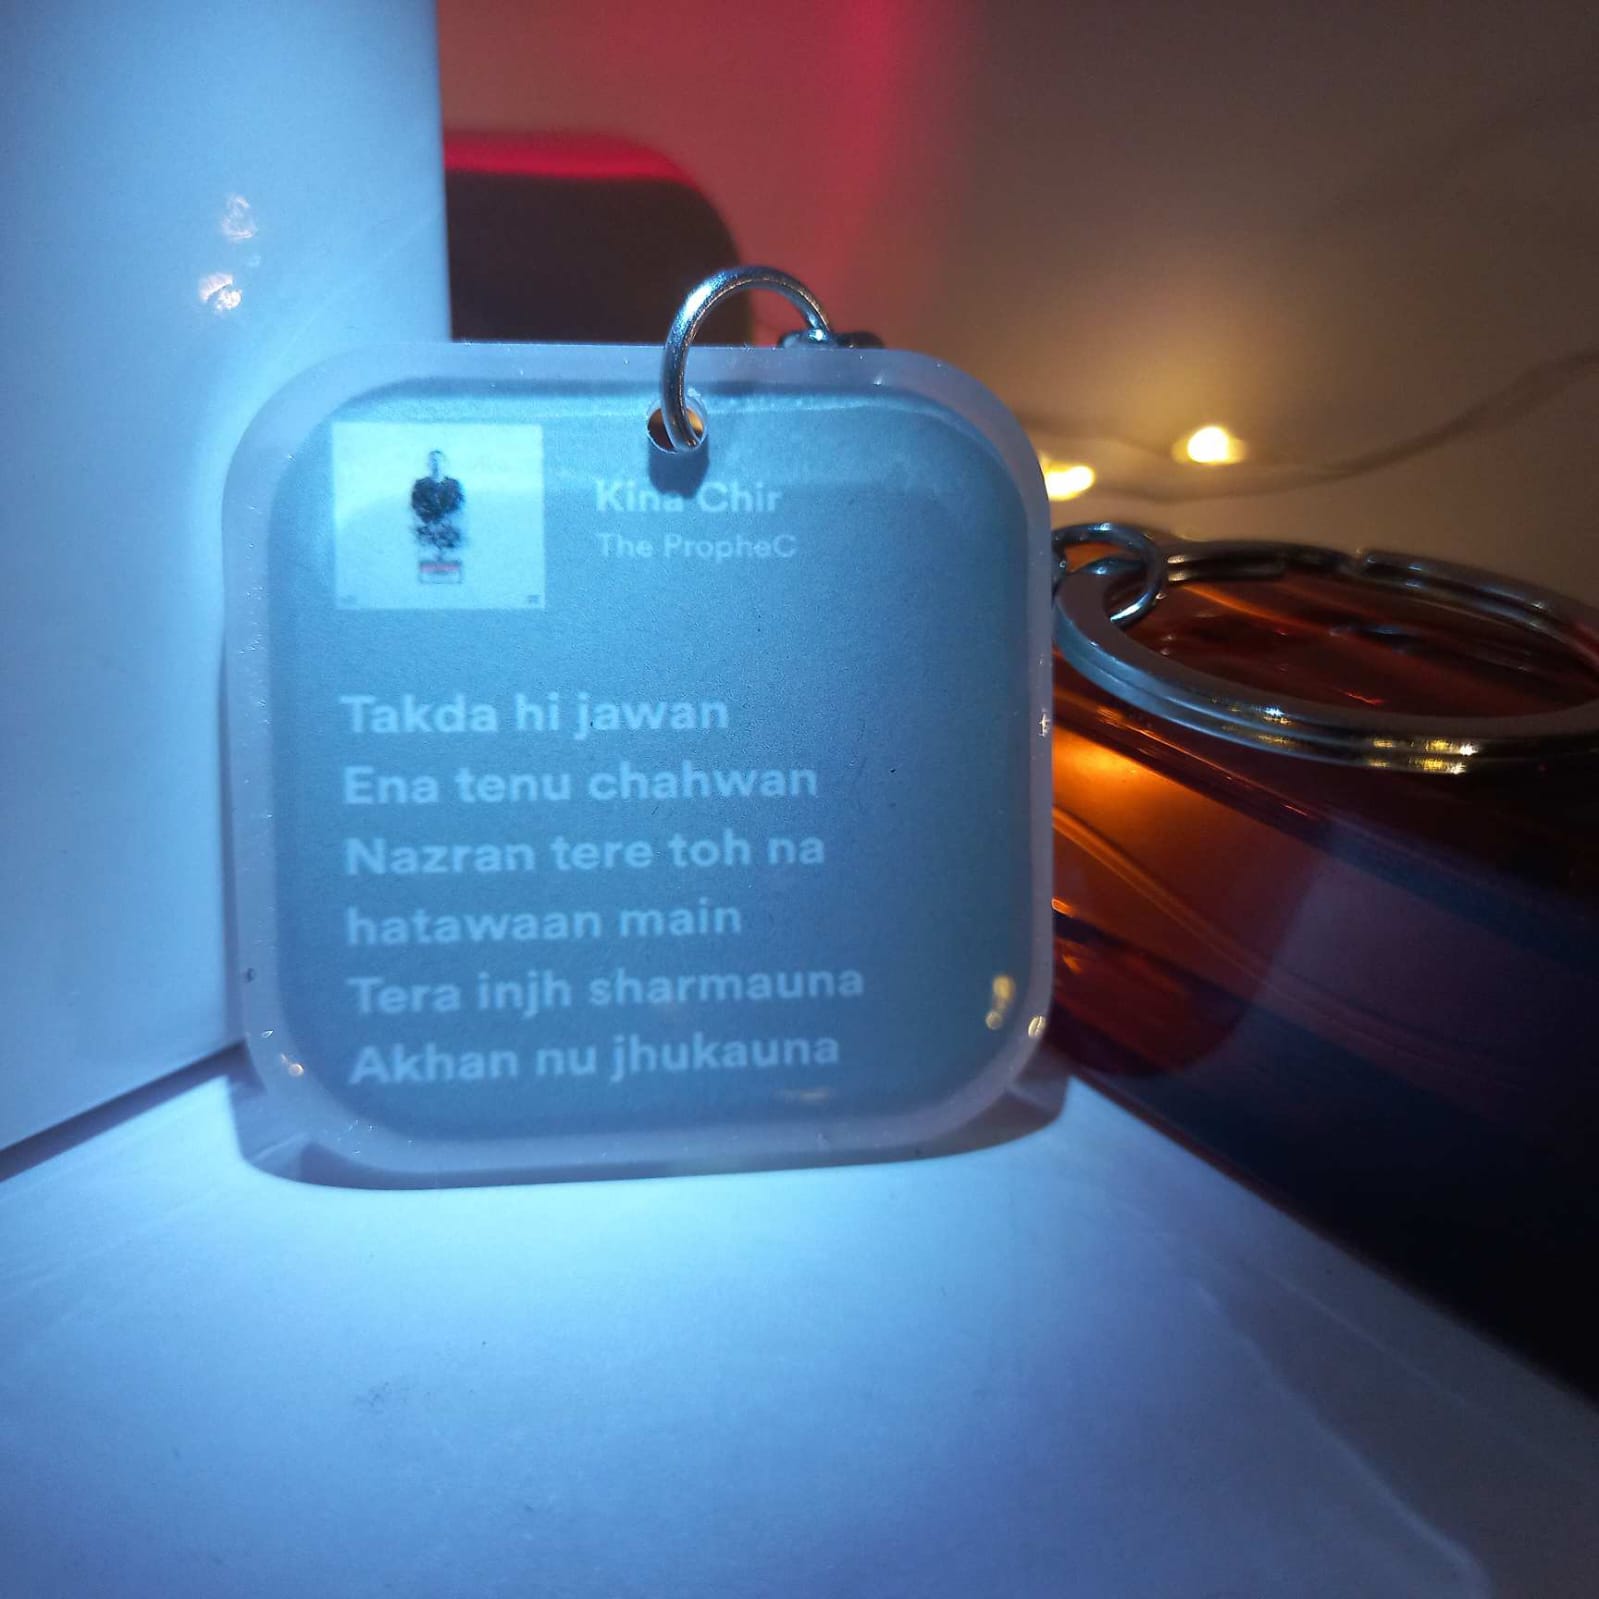 Kina Chir
The PropheC
Takda hi jawan
Ena tenu chahwan
Nazran tere toh na
hatawaan main
Tera injh sharmauna
Akhan nu jhukauna